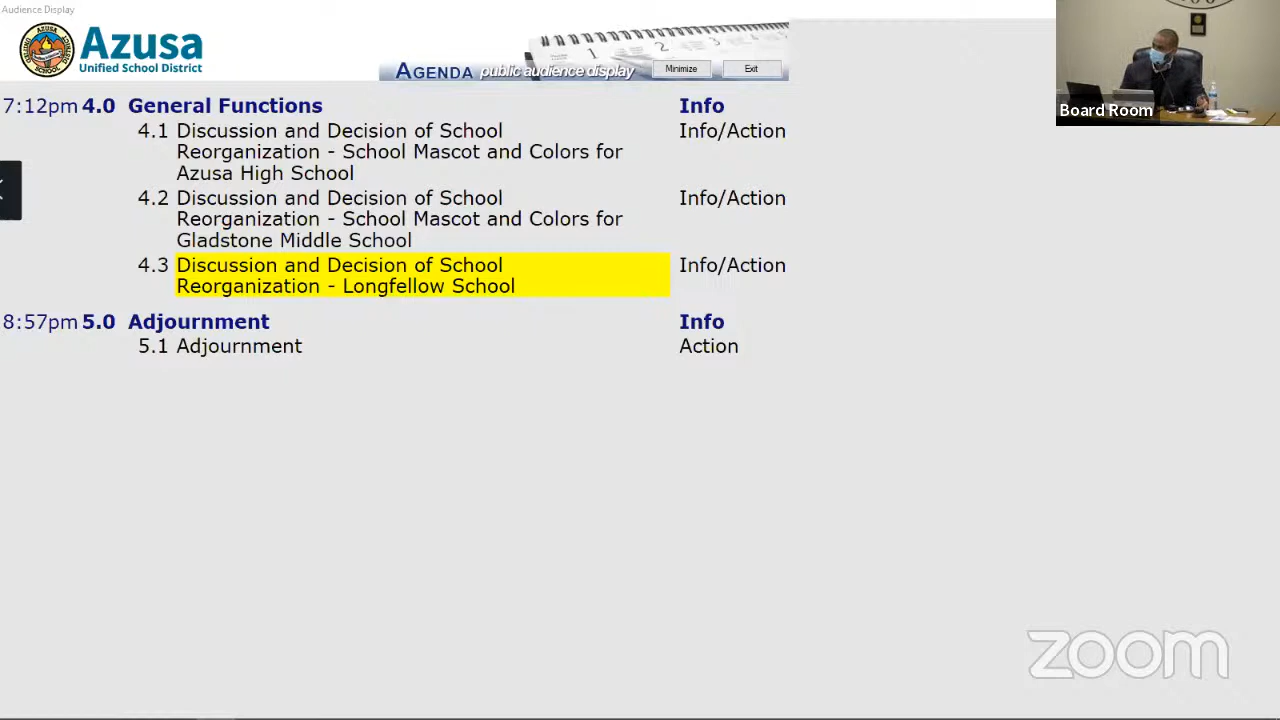 Audience Display
Azusa
Unified School District
AGENDA public audience display
1 2 3
Minimize
Exit
Board Room
7:12pm 4.0 General Functions Info
4.1 Discussion and Decision of School Info/Action
Reorganization - School Mascot and Colors for
Azusa High School
4.2 Discussion and Decision of School Info/Action
Reorganization - School Mascot and Colors for
Gladstone Middle School
4.3 Discussion and Decision of School Info/Action
Reorganization - Longfellow School
8:57pm 5.0 Adjournment Info
5.1 Adjournment Action
zoom